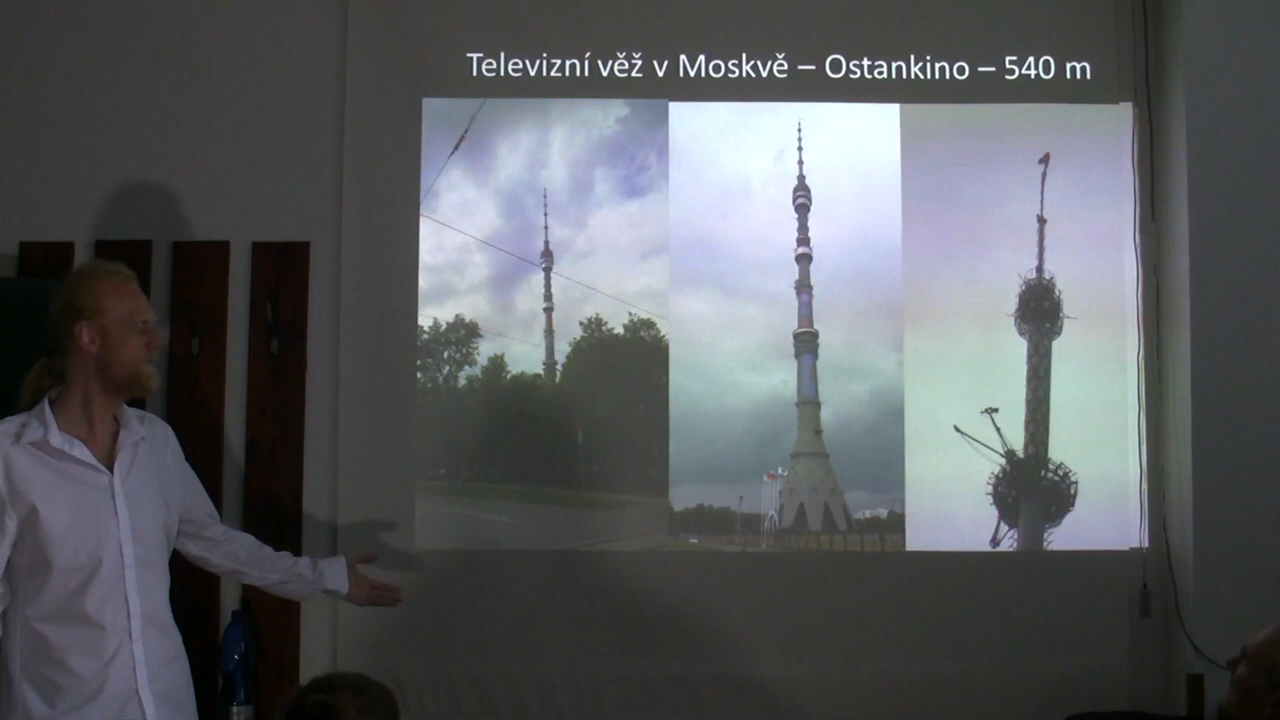 Televizní věž v Moskvě – Ostankino – 540 m